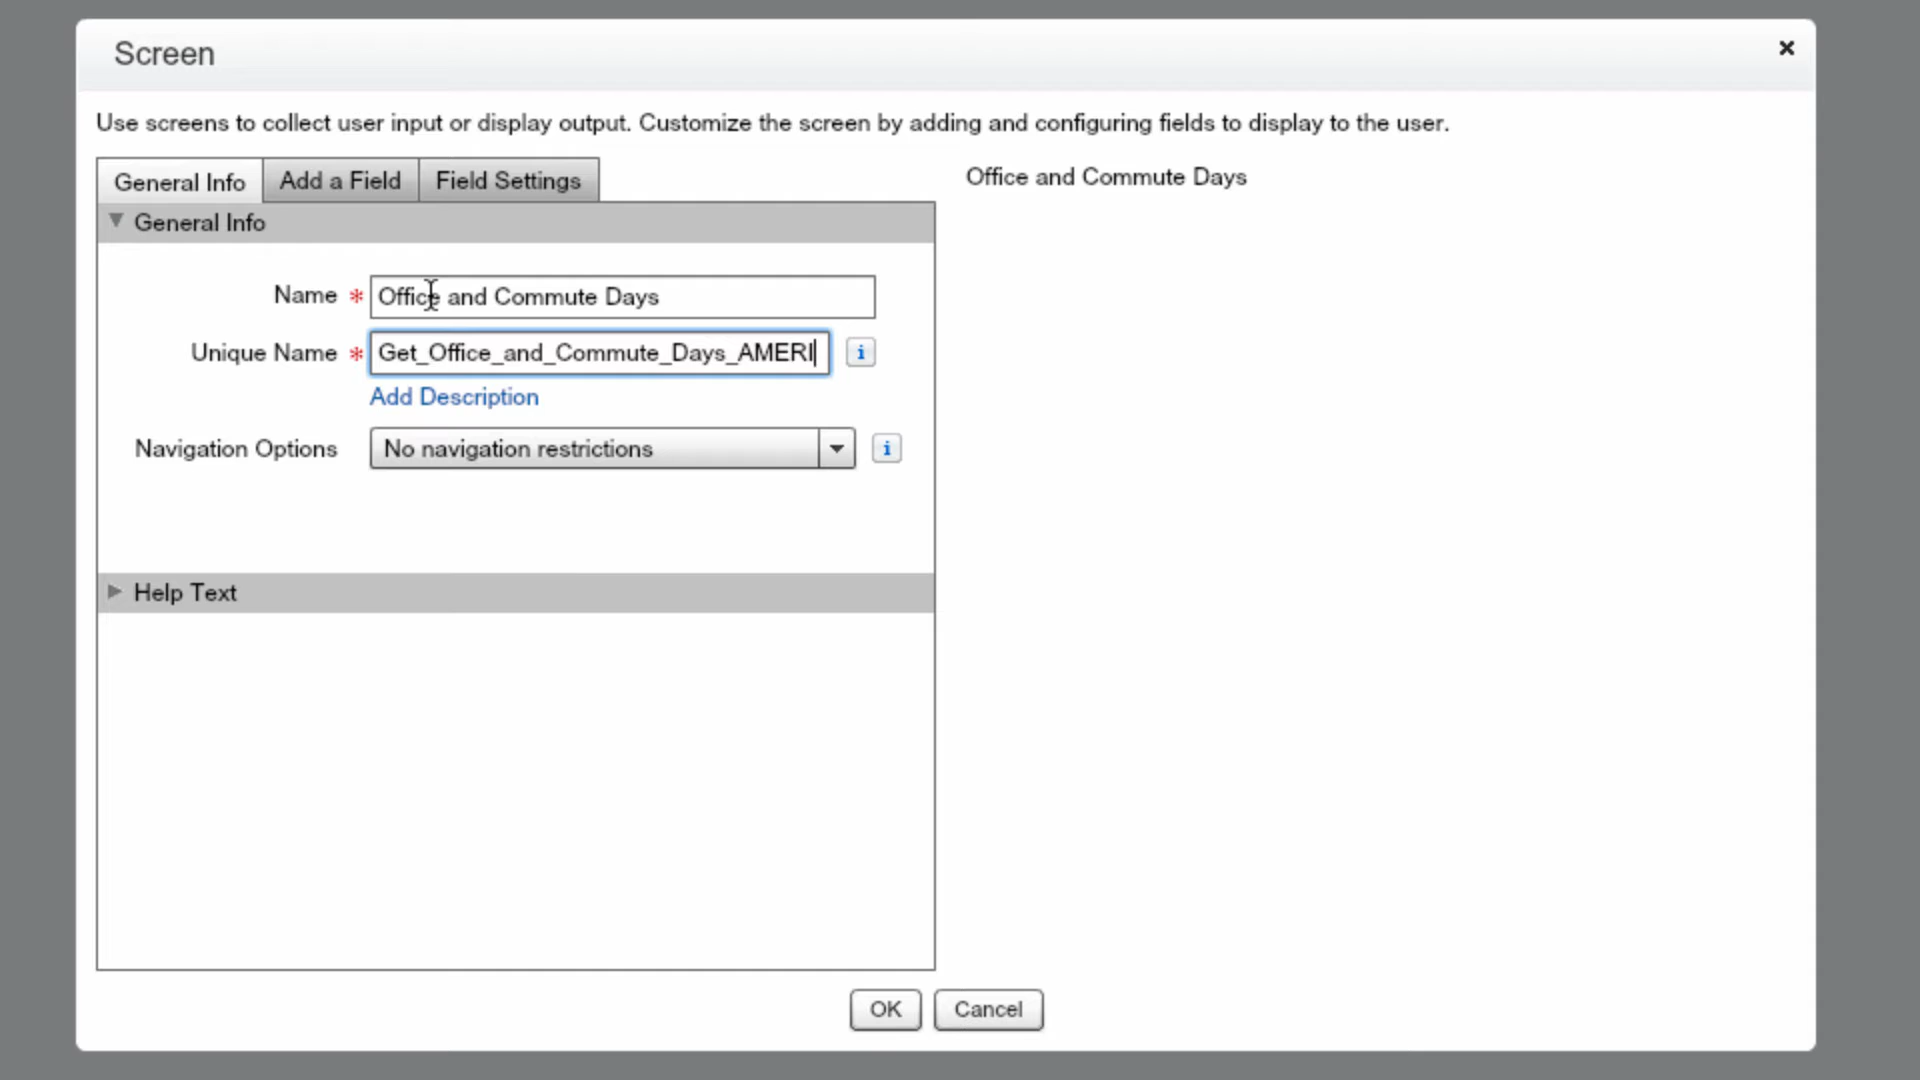 Screen
Use screens to collect user input or display output. Customize the screen by adding and configuring fields to display to the user.
General Info
Add a Field
Field Settings
Office and Commute Days
General Info
Name * Office and Commute Days
Unique Name * Get_Office_and_Commute_Days_AMERI
Add Description
Navigation Options No navigation restrictions
Help Text
OK
Cancel